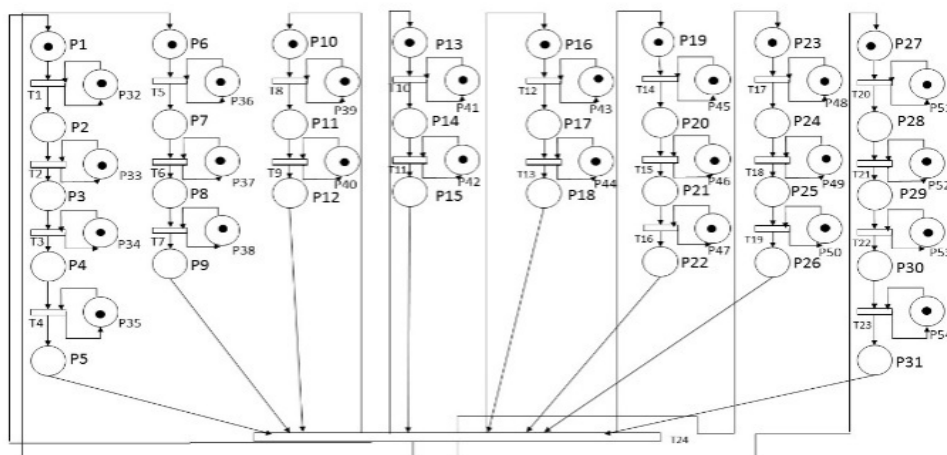 P1 P6 P10 P13 P16 P19 P23 P27
T1 P32 T5 P36 T8 P39 T10 P41 T12 P43 T14 P45 T17 P48 T20
P2 P7 P11 P14 P17 P20 P24 P28
T2 P33 T6 P37 T9 P40 T11 P42 T13 P44 T15 P46 T18 P49 T21 P52
P3 P8 P12 P15 P18 P21 P25 P29
T3 P34 T7 P38 T16 P47 T19 P50 T22 P53
P4 P9 P22 P26 P30
T4 P35 T23 P54
P5 P31
T24